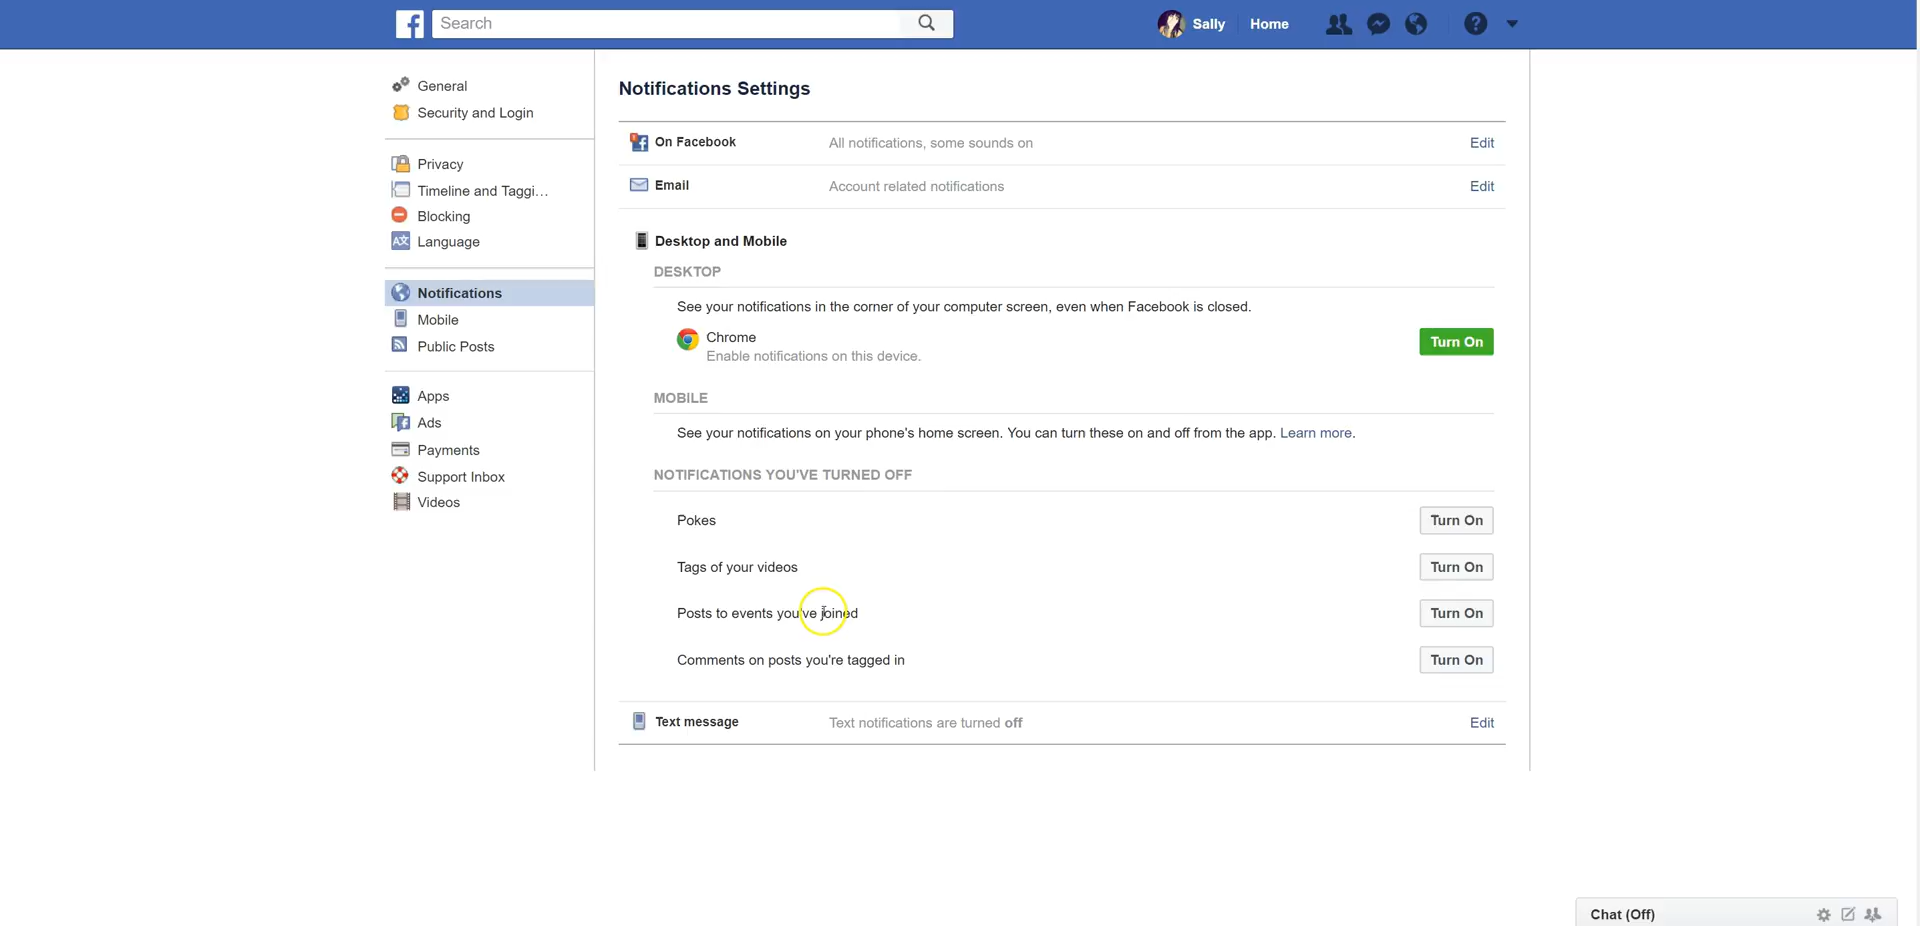 Search
Sally
Home
General
Security and Login
Privacy
Timeline and Taggi...
Blocking
Language
Notifications
Mobile
Public Posts
Apps
Ads
Payments
Support Inbox
Videos
Notifications Settings
On Facebook All notifications, some sounds on Edit
Email Account related notifications Edit
Desktop and Mobile
DESKTOP
See your notifications in the corner of your computer screen, even when Facebook is closed.
Chrome
Enable notifications on this device.
Turn On
MOBILE
See your notifications on your phone's home screen. You can turn these on and off from the app. Learn more.
NOTIFICATIONS YOU'VE TURNED OFF
Pokes Turn On
Tags of your videos Turn On
Posts to events you've joined Turn On
Comments on posts you're tagged in Turn On
Text message Text notifications are turned off Edit
Chat (Off)